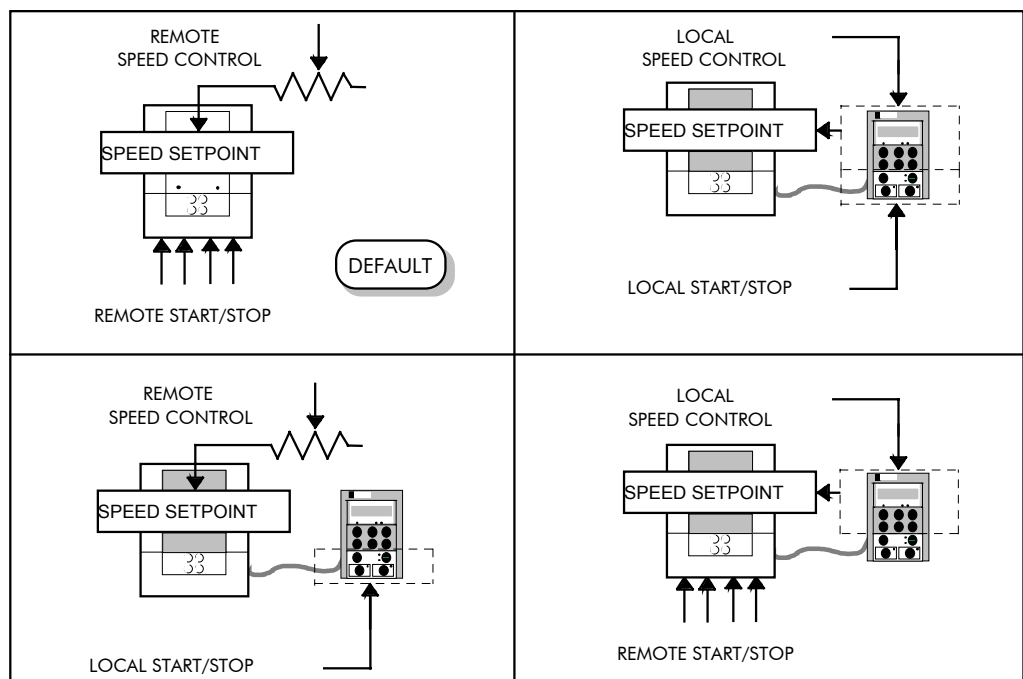 REMOTE
SPEED CONTROL
SPEED SETPOINT
DEFAULT
REMOTE START/STOP
LOCAL
SPEED CONTROL
SPEED SETPOINT
LOCAL START/STOP
REMOTE
SPEED CONTROL
SPEED SETPOINT
LOCAL START/STOP
LOCAL
SPEED CONTROL
SPEED SETPOINT
REMOTE START/STOP